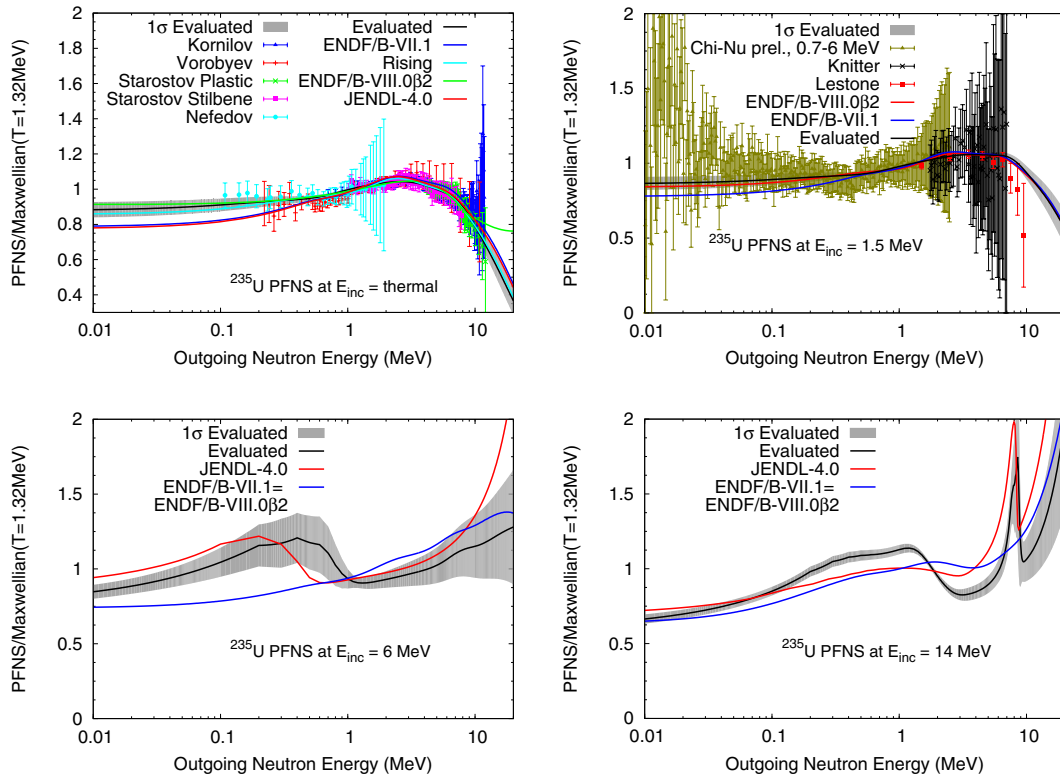 PFNS/Maxwellian(T=1.32MeV)
2
1.8
1.6
1.4
1.2
1
0.8
0.6
0.4
1σ Evaluated
Kornilov
Vorobyev
Starostov Plastic
Starostov Stilbene
Nefedov
Evaluated
ENDF/B-VII.1
Rising
ENDF/B-VIII.0β2
JENDL-4.0
235U PFNS at Einc = thermal
0.01 0.1 1 10
Outgoing Neutron Energy (MeV)
PFNS/Maxwellian(T=1.32MeV)
2
1.5
1
0.5
0
1σ Evaluated
Chi-Nu prel., 0.7-6 MeV
Knitter
Lestone
ENDF/B-VIII.0β2
ENDF/B-VII.1
Evaluated
235U PFNS at Einc = 1.5 MeV
0.01 0.1 1 10
Outgoing Neutron Energy (MeV)
PFNS/Maxwellian(T=1.32MeV)
2
1.5
1
0.5
0
1σ Evaluated
Evaluated
JENDL-4.0
ENDF/B-VII.1=
ENDF/B-VIII.0β2
235U PFNS at Einc = 6 MeV
0.01 0.1 1 10
Outgoing Neutron Energy (MeV)
PFNS/Maxwellian(T=1.32MeV)
2
1.5
1
0.5
0
1σ Evaluated
Evaluated
JENDL-4.0
ENDF/B-VII.1=
ENDF/B-VIII.0β2
235U PFNS at Einc = 14 MeV
0.01 0.1 1 10
Outgoing Neutron Energy (MeV)